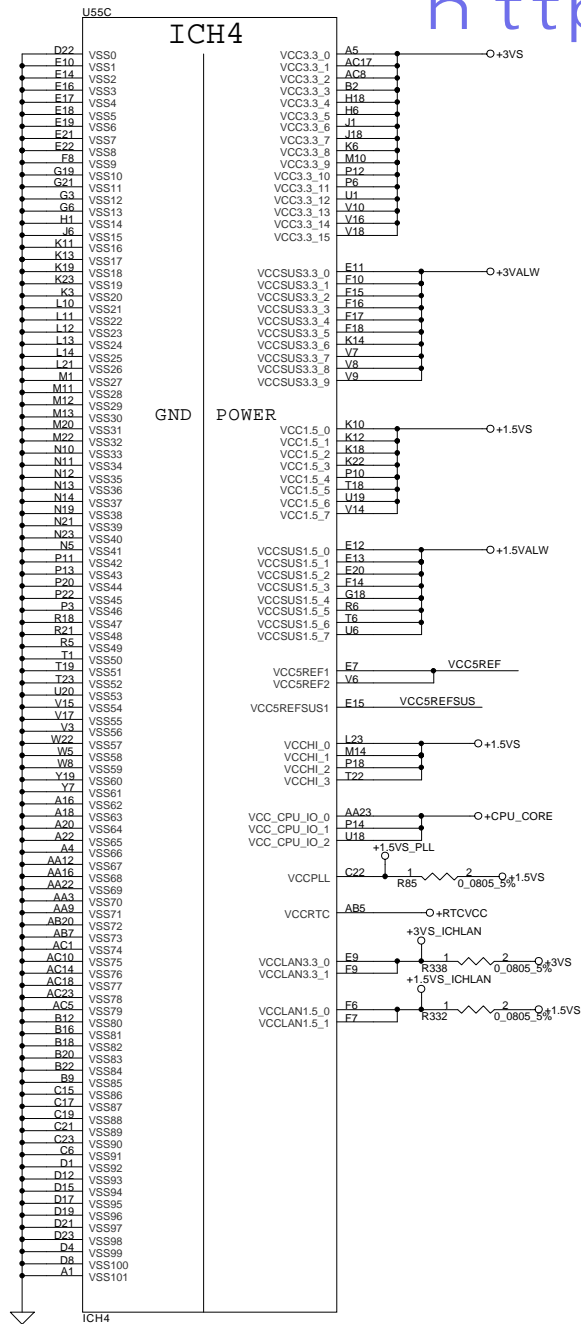 http
U55C
ICH4
GND POWER
D22 VSS0
E10 VSS1
E14 VSS2
E16 VSS3
E17 VSS4
E18 VSS5
E19 VSS6
E21 VSS7
E22 VSS8
F8 VSS9
G19 VSS10
G21 VSS11
G3 VSS12
G6 VSS13
H1 VSS14
J6 VSS15
K11 VSS16
K13 VSS17
K19 VSS18
K23 VSS19
K3 VSS20
L10 VSS21
L11 VSS22
L12 VSS23
L13 VSS24
L14 VSS25
L21 VSS26
M1 VSS27
M11 VSS28
M12 VSS29
M13 VSS30
M20 VSS31
M22 VSS32
N10 VSS33
N11 VSS34
N12 VSS35
N13 VSS36
N14 VSS37
N19 VSS38
N21 VSS39
N23 VSS40
N5 VSS41
P11 VSS42
P13 VSS43
P20 VSS44
P22 VSS45
P3 VSS46
R18 VSS47
R21 VSS48
R5 VSS49
T1 VSS50
T19 VSS51
T23 VSS52
U20 VSS53
V15 VSS54
V17 VSS55
V3 VSS56
W22 VSS57
W5 VSS58
W8 VSS59
Y19 VSS60
Y7 VSS61
A16 VSS62
A18 VSS63
A20 VSS64
A22 VSS65
A4 VSS66
AA12 VSS67
AA16 VSS68
AA22 VSS69
AA3 VSS70
AA9 VSS71
AB20 VSS72
AB7 VSS73
AC1 VSS74
AC10 VSS75
AC14 VSS76
AC18 VSS77
AC23 VSS78
AC5 VSS79
B12 VSS80
B16 VSS81
B18 VSS82
B20 VSS83
B22 VSS84
B9 VSS85
C15 VSS86
C17 VSS87
C19 VSS88
C21 VSS89
C23 VSS90
C6 VSS91
D1 VSS92
D12 VSS93
D15 VSS94
D17 VSS95
D19 VSS96
D21 VSS97
D23 VSS98
D4 VSS99
D8 VSS100
A1 VSS101
VCC3.3_0 A5 +3VS
VCC3.3_1 AC17
VCC3.3_2 AC8
VCC3.3_3 B2
VCC3.3_4 H18
VCC3.3_5 H6
VCC3.3_6 J1
VCC3.3_7 J18
VCC3.3_8 K6
VCC3.3_9 M10
VCC3.3_10 P12
VCC3.3_11 P6
VCC3.3_12 U1
VCC3.3_13 V10
VCC3.3_14 V16
VCC3.3_15 V18
VCCSUS3.3_0 E11 +3VALW
VCCSUS3.3_1 F10
VCCSUS3.3_2 F15
VCCSUS3.3_3 F16
VCCSUS3.3_4 F17
VCCSUS3.3_5 F18
VCCSUS3.3_6 K14
VCCSUS3.3_7 V7
VCCSUS3.3_8 V8
VCCSUS3.3_9 V9
VCC1.5_0 K10 +1.5VS
VCC1.5_1 K12
VCC1.5_2 K18
VCC1.5_3 K22
VCC1.5_4 P10
VCC1.5_5 T18
VCC1.5_6 U19
VCC1.5_7 V14
VCCSUS1.5_0 E12 +1.5VALW
VCCSUS1.5_1 E13
VCCSUS1.5_2 E20
VCCSUS1.5_3 F14
VCCSUS1.5_4 G18
VCCSUS1.5_5 R6
VCCSUS1.5_6 T6
VCCSUS1.5_7 U6
VCC5REF1 E7 VCC5REF
VCC5REF2 V6
VCC5REFSUS1 E15 VCC5REFSUS
VCCHI_0 L23 +1.5VS
VCCHI_1 M14
VCCHI_2 P18
VCCHI_3 T22
VCC_CPU_IO_0 AA23 +CPU_CORE
VCC_CPU_IO_1 P14
VCC_CPU_IO_2 U18
+1.5VS_PLL
VCCPLL C22 1 2 +1.5VS
R85 0_0805_5%
VCCRTC AB5 +RTCVCC
+3VS_ICHLAN
VCCLAN3.3_0 E9 1 2 +3VS
VCCLAN3.3_1 F9 R338 0_0805_5%
+1.5VS_ICHLAN
VCCLAN1.5_0 F6 1 2 +1.5VS
VCCLAN1.5_1 F7 R332 0_0805_5%
ICH4